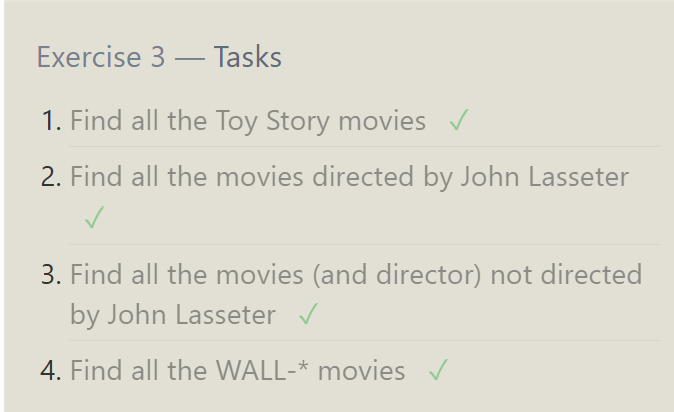 Exercise 3 — Tasks
1. Find all the Toy Story movies ✓
2. Find all the movies directed by John Lasseter
✓
3. Find all the movies (and director) not directed
by John Lasseter ✓
4. Find all the WALL-* movies ✓